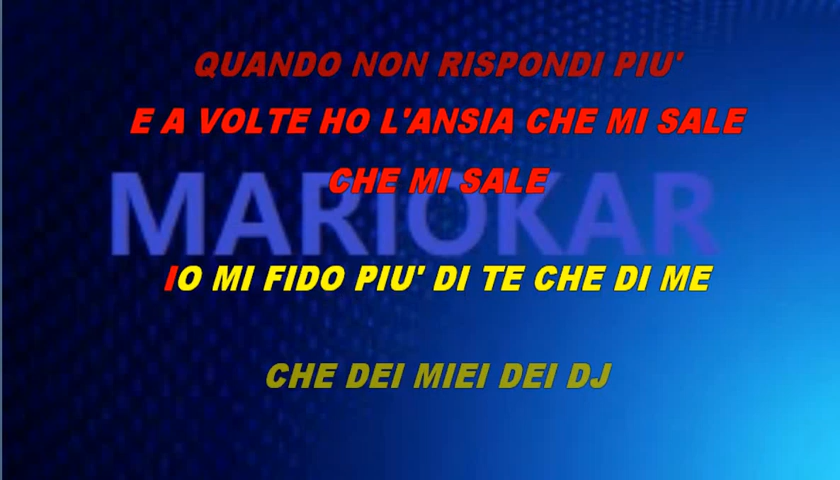 QUANDO NON RISPONDI PIU'
E A VOLTE HO L'ANSIA CHE MI SALE
CHE MI SALE
MARIOKAR
IO MI FIDO PIU' DI TE CHE DI ME
CHE DEI MIEI DEI DJ